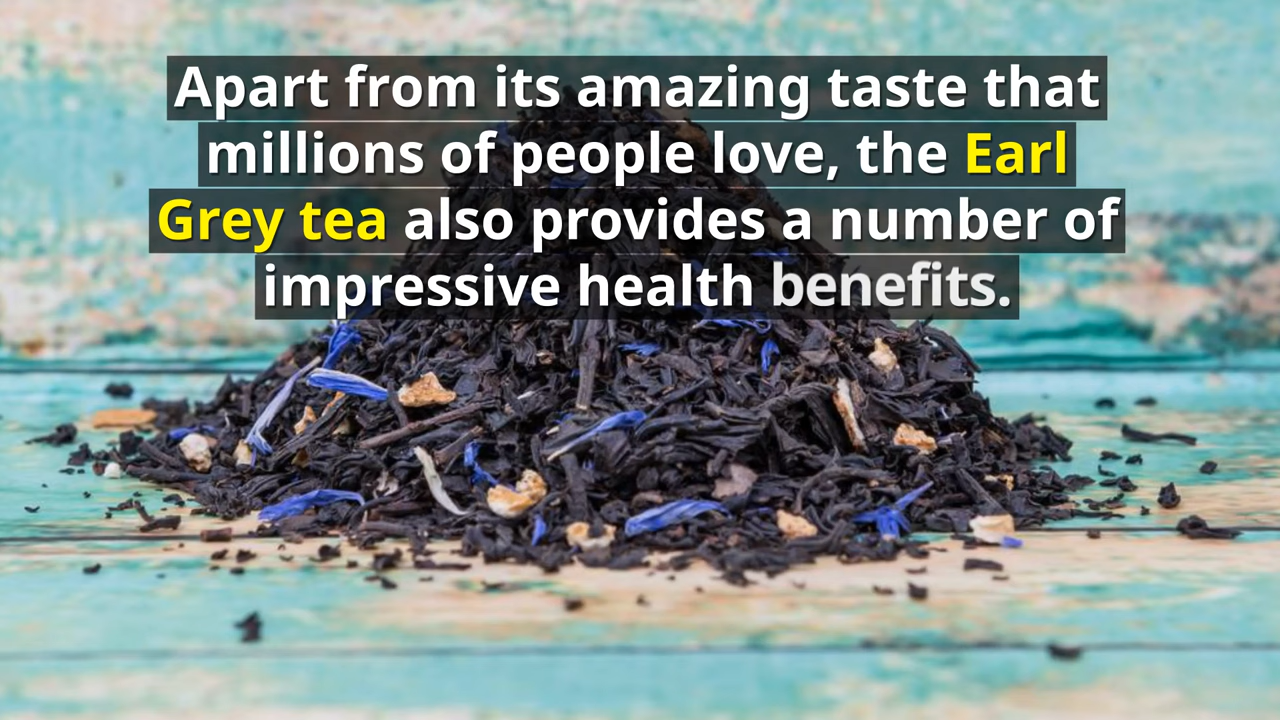 Apart from its amazing taste that
millions of people love, the Earl
Grey tea also provides a number of
impressive health benefits.